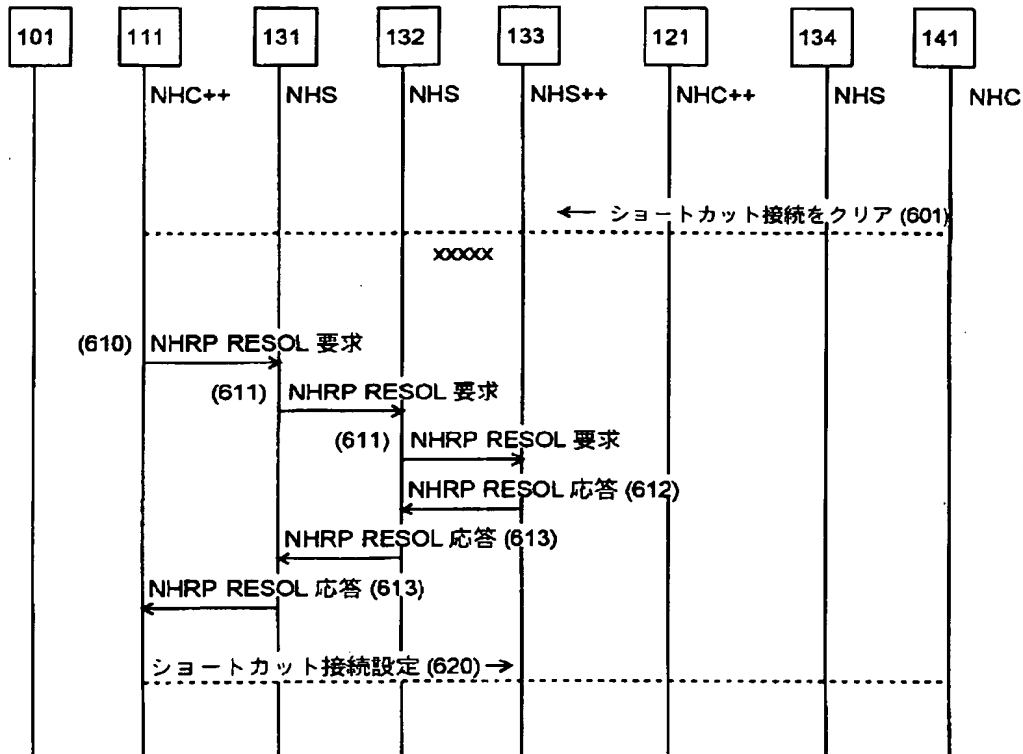 101 111 131 132 133 121 134 141
NHC++ NHS NHS NHS++ NHC++ NHS NHC
← ショートカット接続をクリア (601)
xxxxx
(610) NHRP RESOL 要求
(611) NHRP RESOL 要求
(611) NHRP RESOL 要求
NHRP RESOL 応答 (612)
NHRP RESOL 応答 (613)
NHRP RESOL 応答 (613)
ショートカット接続設定 (620) →